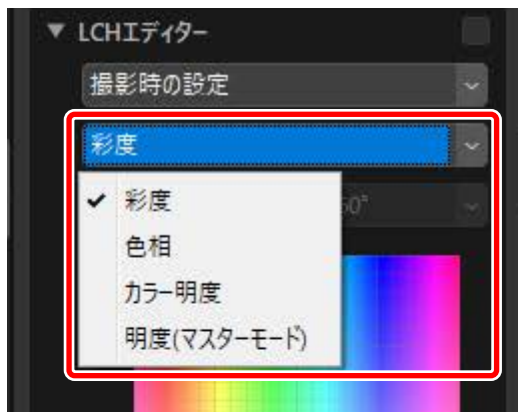 ▼ LCHエディター
撮影時の設定
彩度
✓ 彩度
60°
色相
カラー明度
明度(マスターモード)